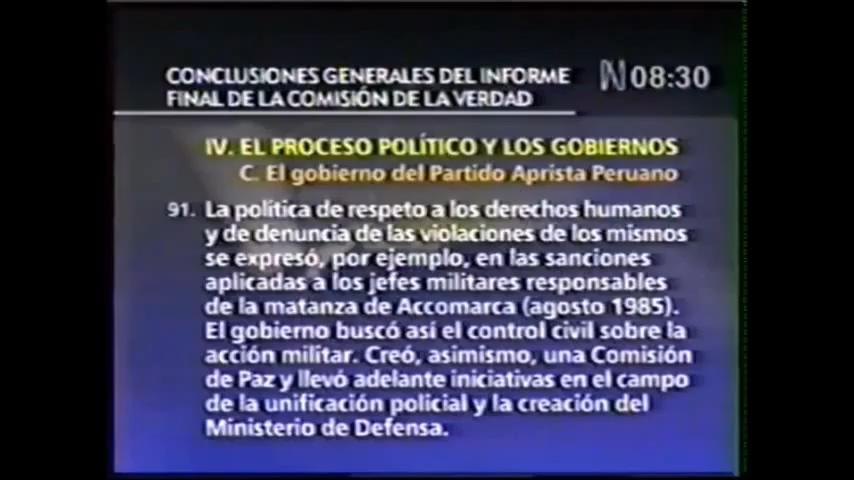 CONCLUSIONES GENERALES DEL INFORME
FINAL DE LA COMISIÓN DE LA VERDAD
N 08:30
IV. EL PROCESO POLÍTICO Y LOS GOBIERNOS
C. El gobierno del Partido Aprista Peruano
91. La política de respeto a los derechos humanos
y de denuncia de las violaciones de los mismos
se expresó, por ejemplo, en las sanciones
aplicadas a los jefes militares responsables
de la matanza de Accomarca (agosto 1985).
El gobierno buscó así el control civil sobre la
acción militar. Creó, asimismo, una Comisión
de Paz y llevó adelante iniciativas en el campo
de la unificación policial y la creación del
Ministerio de Defensa.